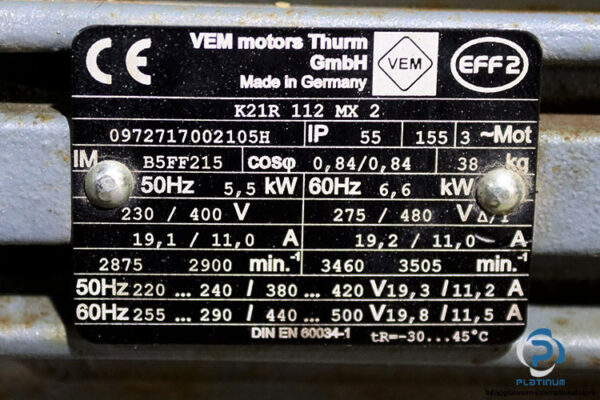 CE VEM motors Thurm GmbH VEM EFF2
Made in Germany
K21R 112 MX 2
0972717002105H IP 55 155 3 ~Mot
IM B5FF215 cosφ 0,84/0,84 38 kg
50Hz 5,5 kW 60Hz 6,6 kW
230 / 400 V 275 / 480 V Δ/
19,1 / 11,0 A 19,2 / 11,0 A
2875 2900 min.-1 3460 3505 min.-1
50Hz 220 ... 240 / 380 ... 420 V 19,3 / 11,2 A
60Hz 255 ... 290 / 440 ... 500 V 19,8 / 11,5 A
DIN EN 60034-1 tR=-30...45°C
PLATINUM